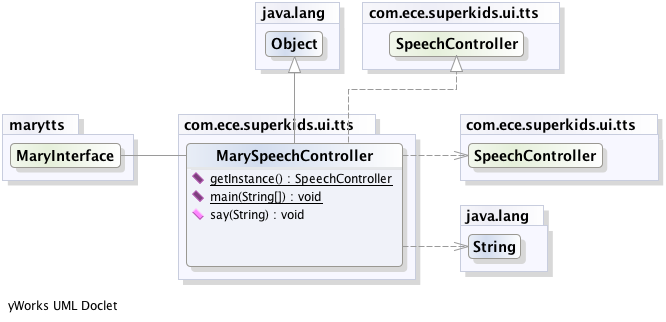 java.lang
Object
com.ece.superkids.ui.tts
SpeechController
marytts
MaryInterface
com.ece.superkids.ui.tts
MarySpeechController
getInstance() : SpeechController
main(String[]) : void
say(String) : void
com.ece.superkids.ui.tts
SpeechController
java.lang
String
yWorks UML Doclet